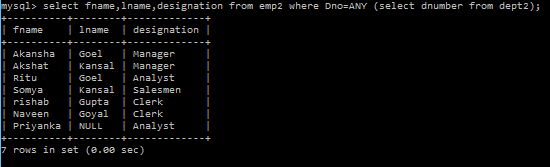 mysql> select fname,lname,designation from emp2 where Dno=ANY (select dnumber from dept2);
+----------+--------+-------------+
| fname    | lname  | designation |
+----------+--------+-------------+
| Akansha  | Goel   | Manager     |
| Akshat   | Kansal | Manager     |
| Ritu     | Goel   | Analyst     |
| Somya    | Kansal | Salesmen    |
| rishab   | Gupta  | Clerk       |
| Naveen   | Goyal  | Clerk       |
| Priyanka | NULL   | Analyst     |
+----------+--------+-------------+
7 rows in set (0.00 sec)